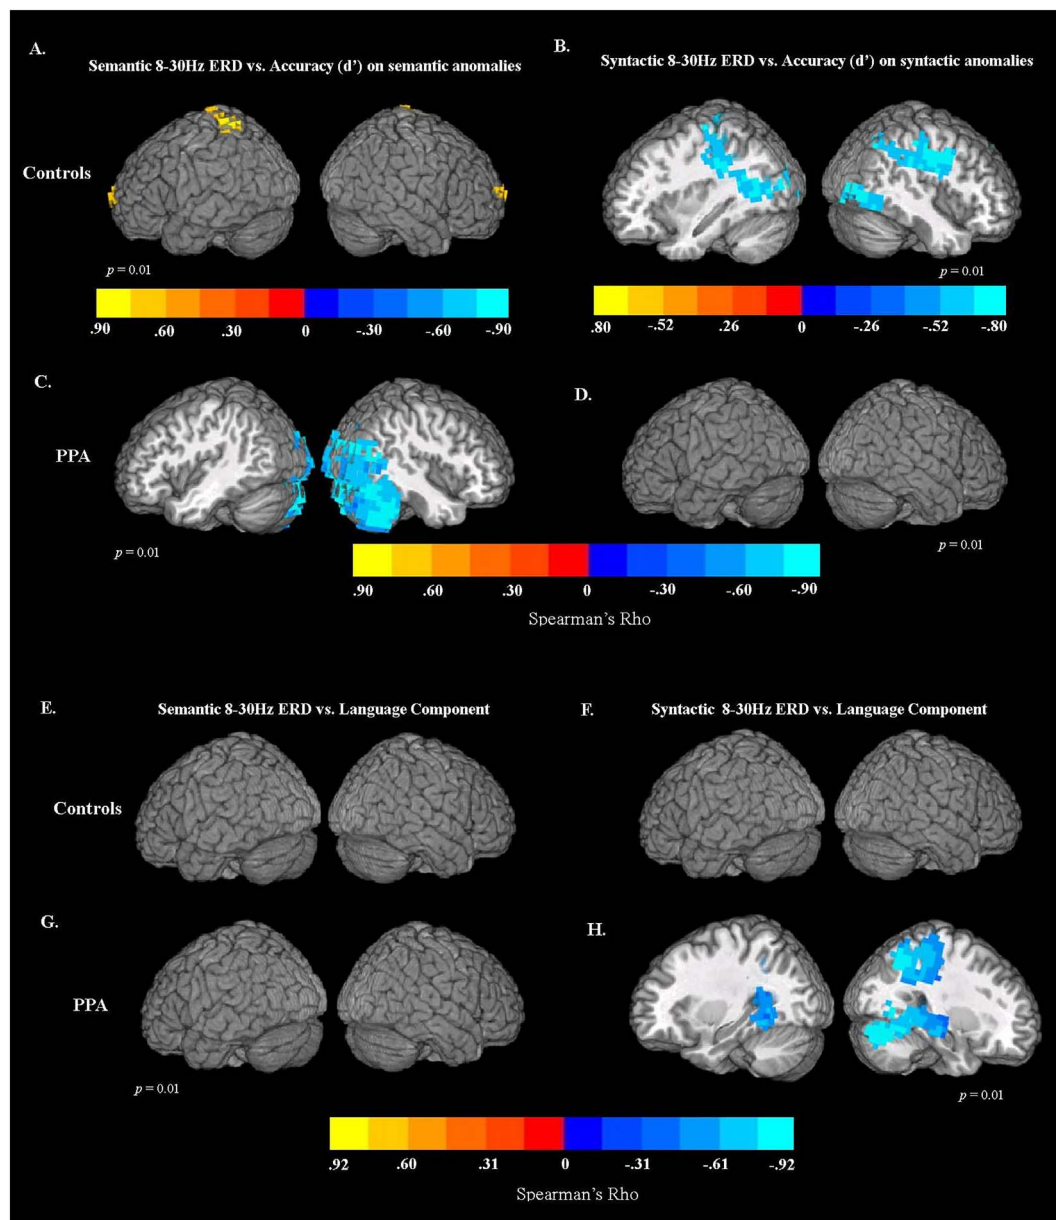 A.
Semantic 8-30Hz ERD vs. Accuracy (d') on semantic anomalies
B.
Syntactic 8-30Hz ERD vs. Accuracy (d') on syntactic anomalies
Controls
p = 0.01
p = 0.01
.90 .60 .30 0 -.30 -.60 -.90
.80 -.52 .26 0 -.26 -.52 -.80
C.
D.
PPA
p = 0.01
p = 0.01
.90 .60 .30 0 -.30 -.60 -.90
Spearman's Rho
E.
Semantic 8-30Hz ERD vs. Language Component
F.
Syntactic 8-30Hz ERD vs. Language Component
Controls
G.
H.
PPA
p = 0.01
p = 0.01
.92 .60 .31 0 -.31 -.61 -.92
Spearman's Rho